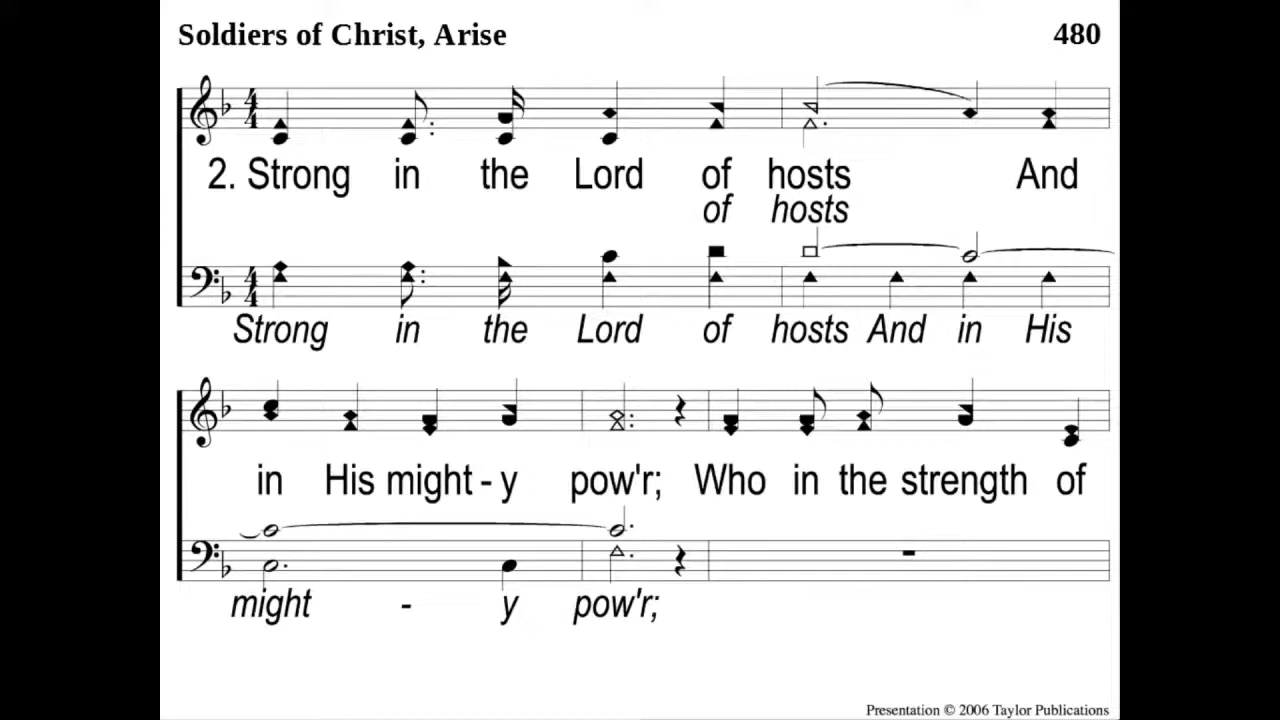 Soldiers of Christ, Arise 480
2. Strong in the Lord of hosts And
of hosts
Strong in the Lord of hosts And in His
in His might - y pow'r; Who in the strength of
might - y pow'r;
Presentation © 2006 Taylor Publications